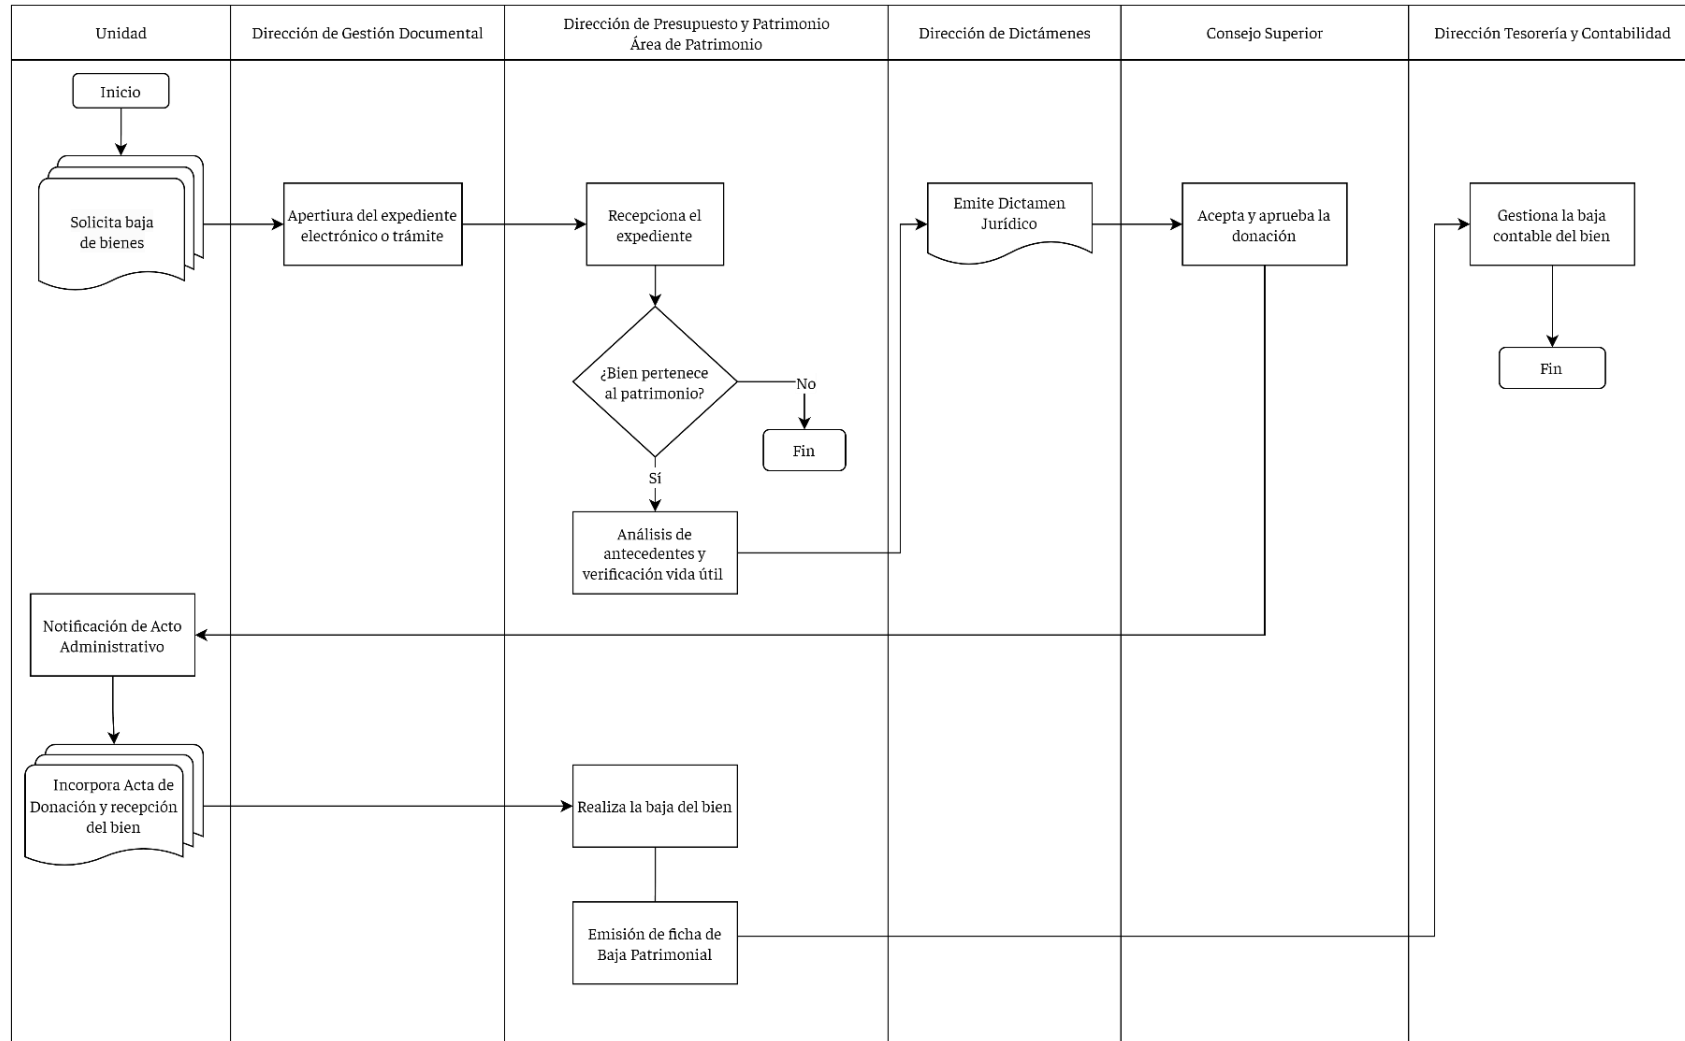 Unidad
Dirección de Gestión Documental
Dirección de Presupuesto y Patrimonio
Área de Patrimonio
Dirección de Dictámenes
Consejo Superior
Dirección Tesorería y Contabilidad
Inicio
Solicita baja
de bienes
Apertiura del expediente
electrónico o trámite
Recepciona el
expediente
Emite Dictamen
Jurídico
Acepta y aprueba la
donación
Gestiona la baja
contable del bien
¿Bien pertenece
al patrimonio?
No
Fin
Fin
Sí
Análisis de
antecedentes y
verificación vida útil
Notificación de Acto
Administrativo
Incorpora Acta de
Donación y recepción
del bien
Realiza la baja del bien
Emisión de ficha de
Baja Patrimonial